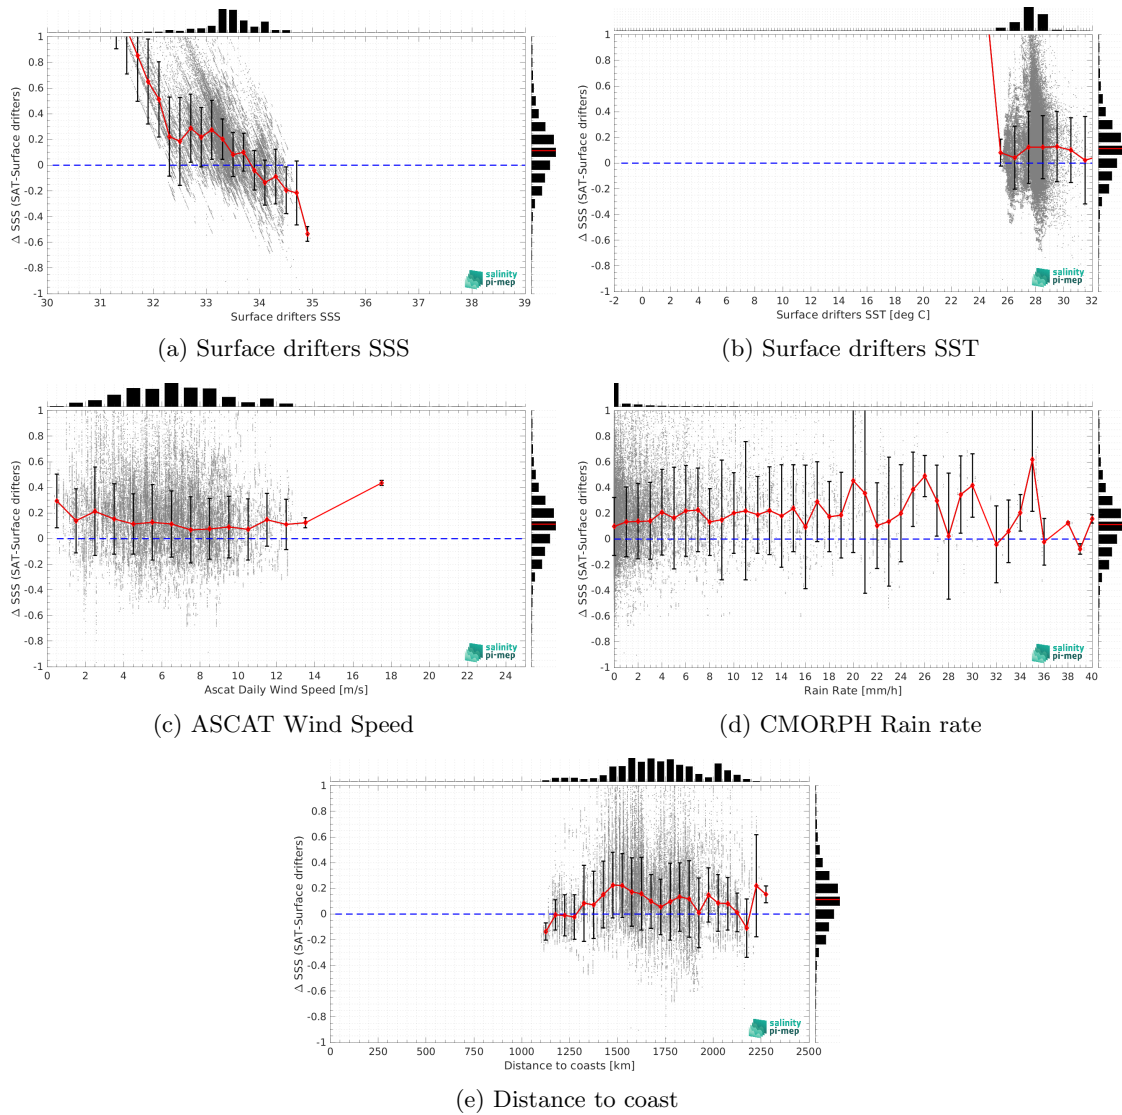 Δ SSS (SAT-Surface drifters)
1
0.8
0.6
0.4
0.2
0
-0.2
-0.4
-0.6
-0.8
-1
30 31 32 33 34 35 36 37 38 39
Surface drifters SSS
salinity
pi-mep
(a) Surface drifters SSS
Δ SSS (SAT-Surface drifters)
1
0.8
0.6
0.4
0.2
0
-0.2
-0.4
-0.6
-0.8
-1
-2 0 2 4 6 8 10 12 14 16 18 20 22 24 26 28 30 32
Surface drifters SST [deg C]
salinity
pi-mep
(b) Surface drifters SST
Δ SSS (SAT-Surface drifters)
1
0.8
0.6
0.4
0.2
0
-0.2
-0.4
-0.6
-0.8
-1
0 2 4 6 8 10 12 14 16 18 20 22 24
Ascat Daily Wind Speed [m/s]
salinity
pi-mep
(c) ASCAT Wind Speed
Δ SSS (SAT-Surface drifters)
1
0.8
0.6
0.4
0.2
0
-0.2
-0.4
-0.6
-0.8
-1
0 2 4 6 8 10 12 14 16 18 20 22 24 26 28 30 32 34 36 38 40
Rain Rate [mm/h]
salinity
pi-mep
(d) CMORPH Rain rate
Δ SSS (SAT-Surface drifters)
1
0.8
0.6
0.4
0.2
0
-0.2
-0.4
-0.6
-0.8
-1
0 250 500 750 1000 1250 1500 1750 2000 2250 2500
Distance to coasts [km]
salinity
pi-mep
(e) Distance to coast